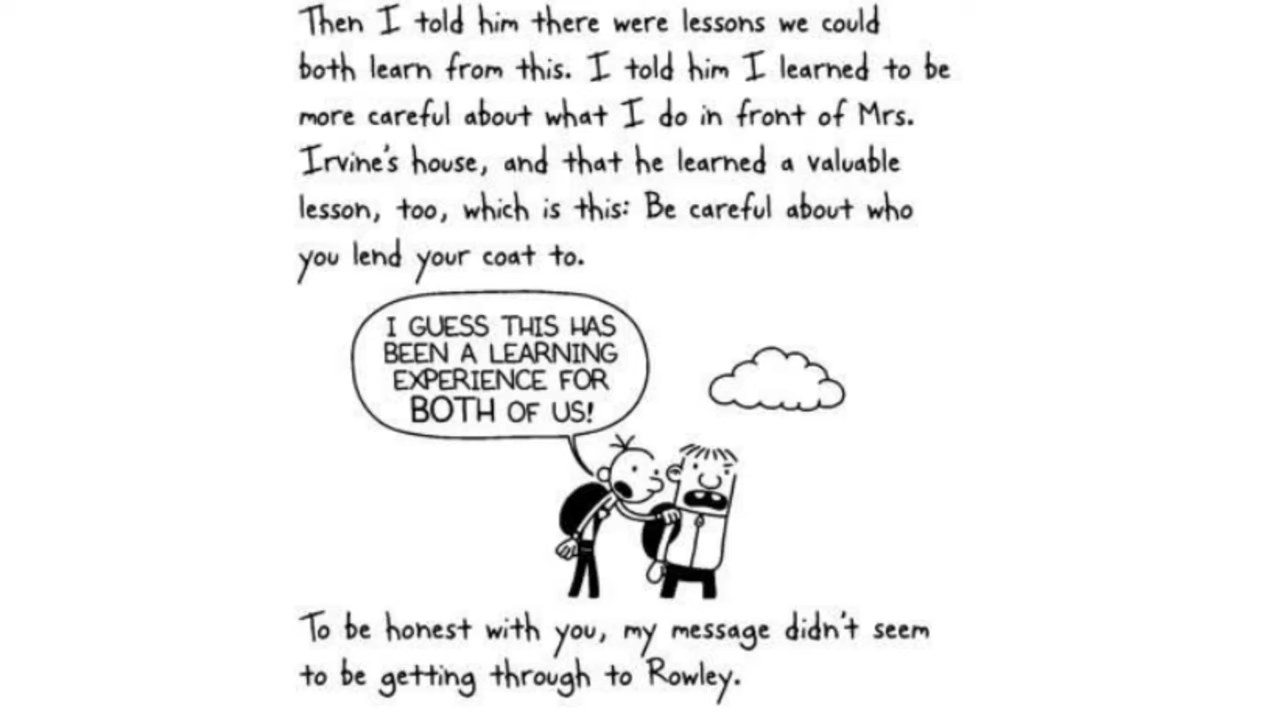 Then I told him there were lessons we could
both learn from this. I told him I learned to be
more careful about what I do in front of Mrs.
Irvine's house, and that he learned a valuable
lesson, too, which is this: Be careful about who
you lend your coat to.
I GUESS THIS HAS
BEEN A LEARNING
EXPERIENCE FOR
BOTH OF US!
To be honest with you, my message didn't seem
to be getting through to Rowley.